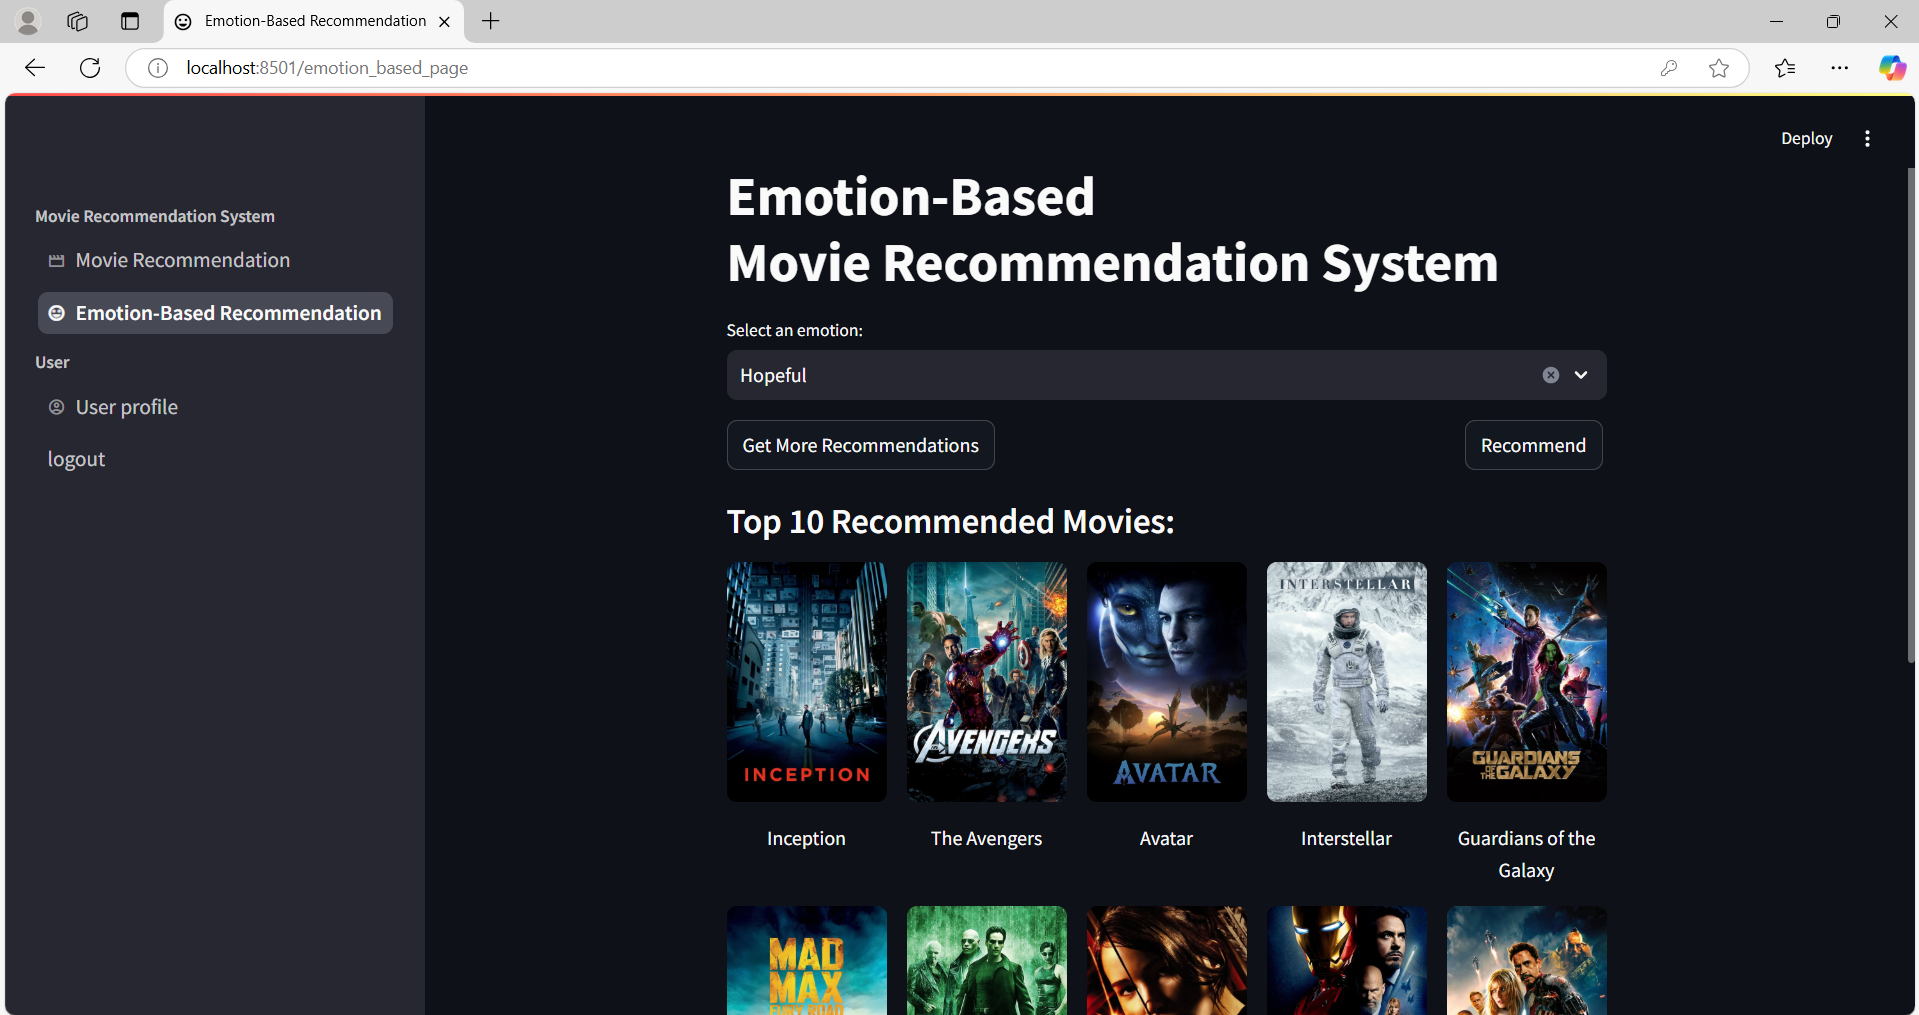 Emotion-Based Recommendation
localhost:8501/emotion_based_page
Deploy
Movie Recommendation System
Movie Recommendation
Emotion-Based Recommendation
User
User profile
logout
Emotion-Based
Movie Recommendation System
Select an emotion:
Hopeful
Get More Recommendations
Recommend
Top 10 Recommended Movies:
INCEPTION
AVENGERS
AVATAR
INTERSTELLAR
GUARDIANS
OF THE GALAXY
Inception
The Avengers
Avatar
Interstellar
Guardians of the
Galaxy
MAD
MAX
FURY ROAD